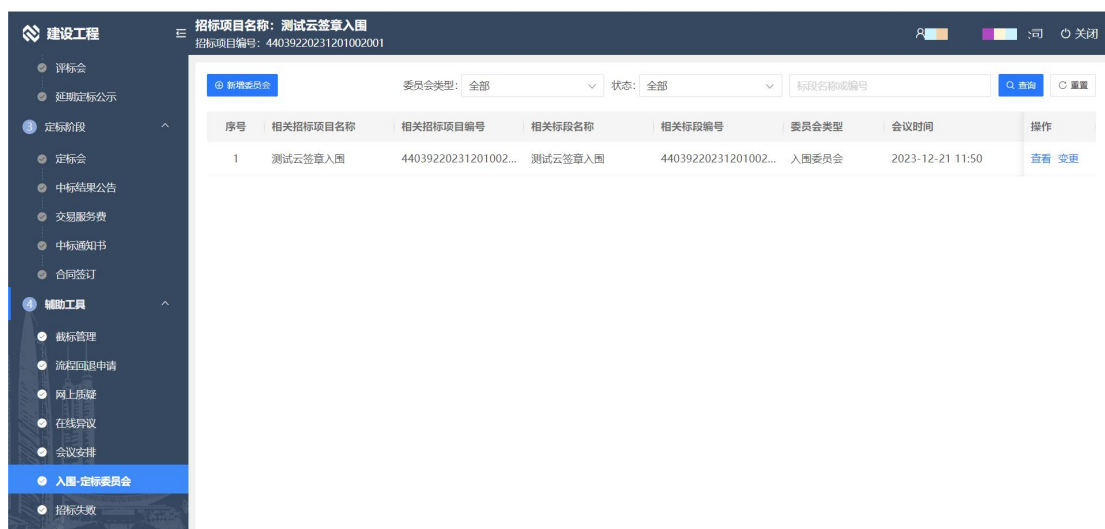 建设工程
招标项目名称：测试云签章入围
招标项目编号：44039220231201002001
司
关闭
评标会
延期定标公示
3 定标阶段
定标会
中标结果公告
交易服务费
中标通知书
合同签订
4 辅助工具
截标管理
流程回退申请
网上质疑
在线异议
会议安排
入围-定标委员会
招标失败
新增委员会
委员会类型： 全部
状态： 全部
标段名称或编号
查询
重置
序号 相关招标项目名称 相关招标项目编号 相关标段名称 相关标段编号 委员会类型 会议时间 操作
1 测试云签章入围 44039220231201002... 测试云签章入围 44039220231201002... 入围委员会 2023-12-21 11:50 查看 变更